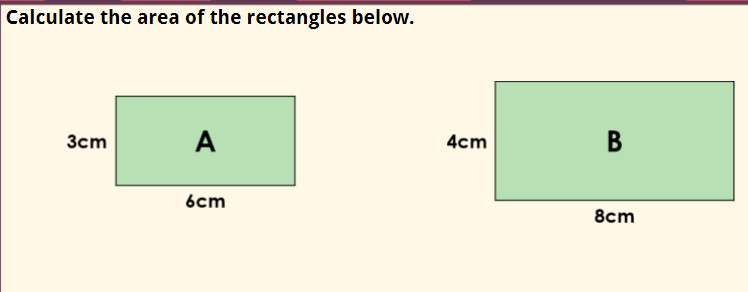 Calculate the area of the rectangles below.
3cm
A
6cm
4cm
B
8cm